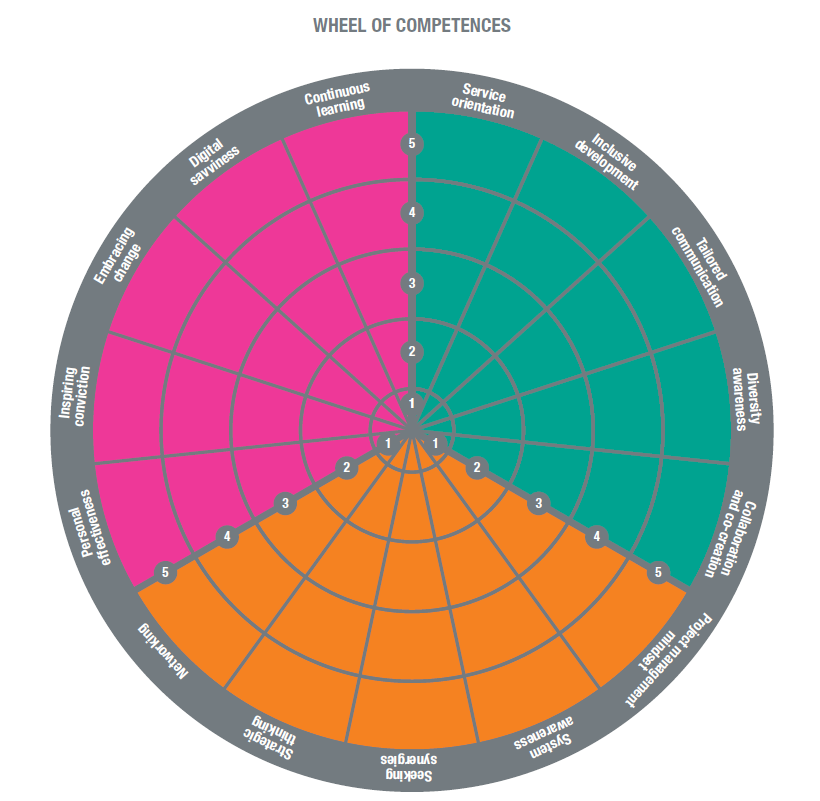 WHEEL OF COMPETENCES
Service
orientation
Inclusive
development
Tailored
communication
Diversity
awareness
Collaboration
and co-creation
Project management
mindset
System
awareness
Seeking
synergies
Strategic
thinking
Networking
Personal
effectiveness
Inspiring
conviction
Embracing
change
Digital
savviness
Continuous
learning
5
4
3
2
1
1
2
3
4
5
1
2
3
4
5